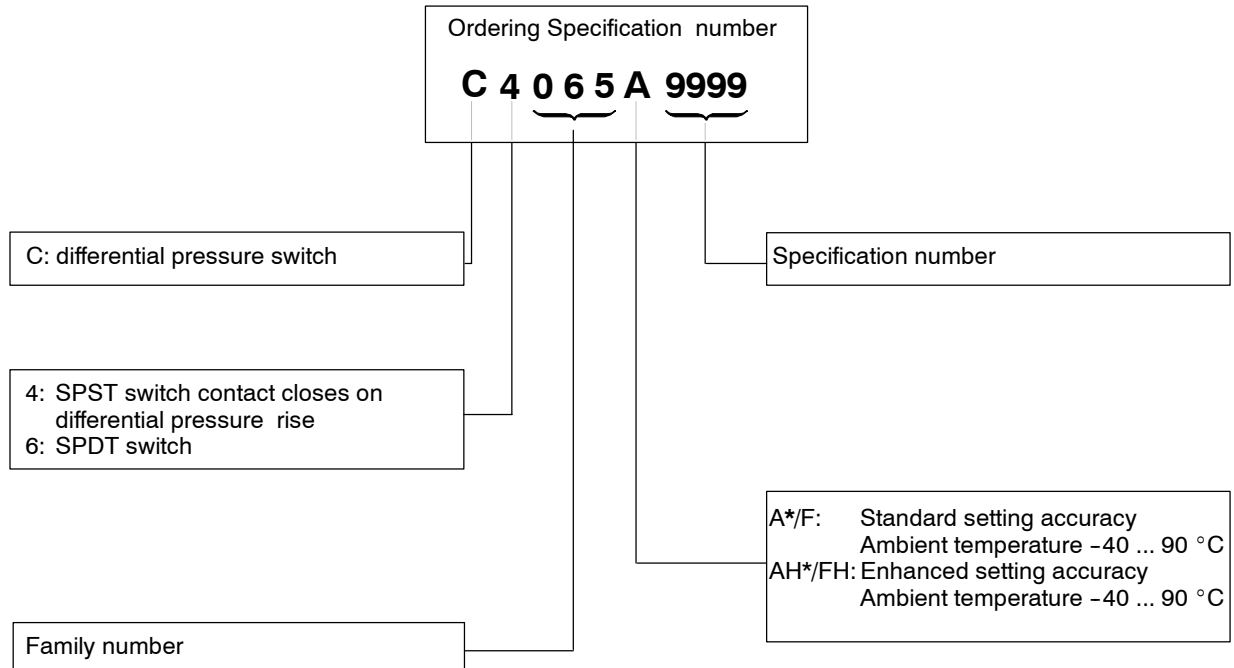 Ordering Specification number
C 4 0 6 5 A 9999
C: differential pressure switch
Specification number
4: SPST switch contact closes on
differential pressure rise
6: SPDT switch
A*/F: Standard setting accuracy
Ambient temperature -40 ... 90 °C
AH*/FH: Enhanced setting accuracy
Ambient temperature -40 ... 90 °C
Family number